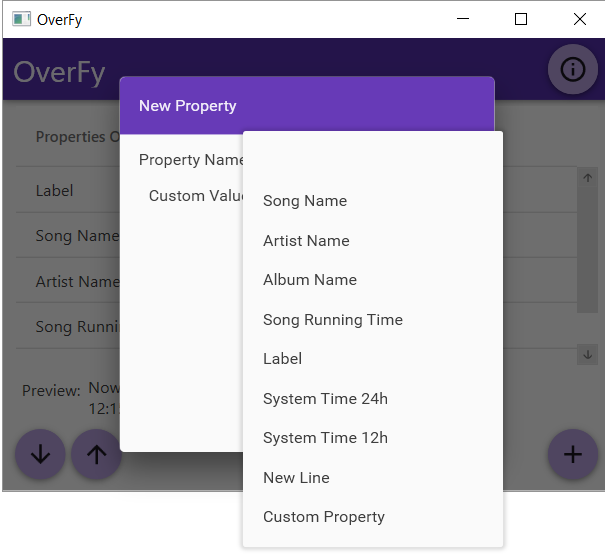 OverFy
OverFy
New Property
Properties O
Property Name
Custom Valu
Label
Song Name
Artist Name
Song Runni
Song Name
Artist Name
Album Name
Song Running Time
Label
System Time 24h
System Time 12h
New Line
Custom Property
Preview: Now